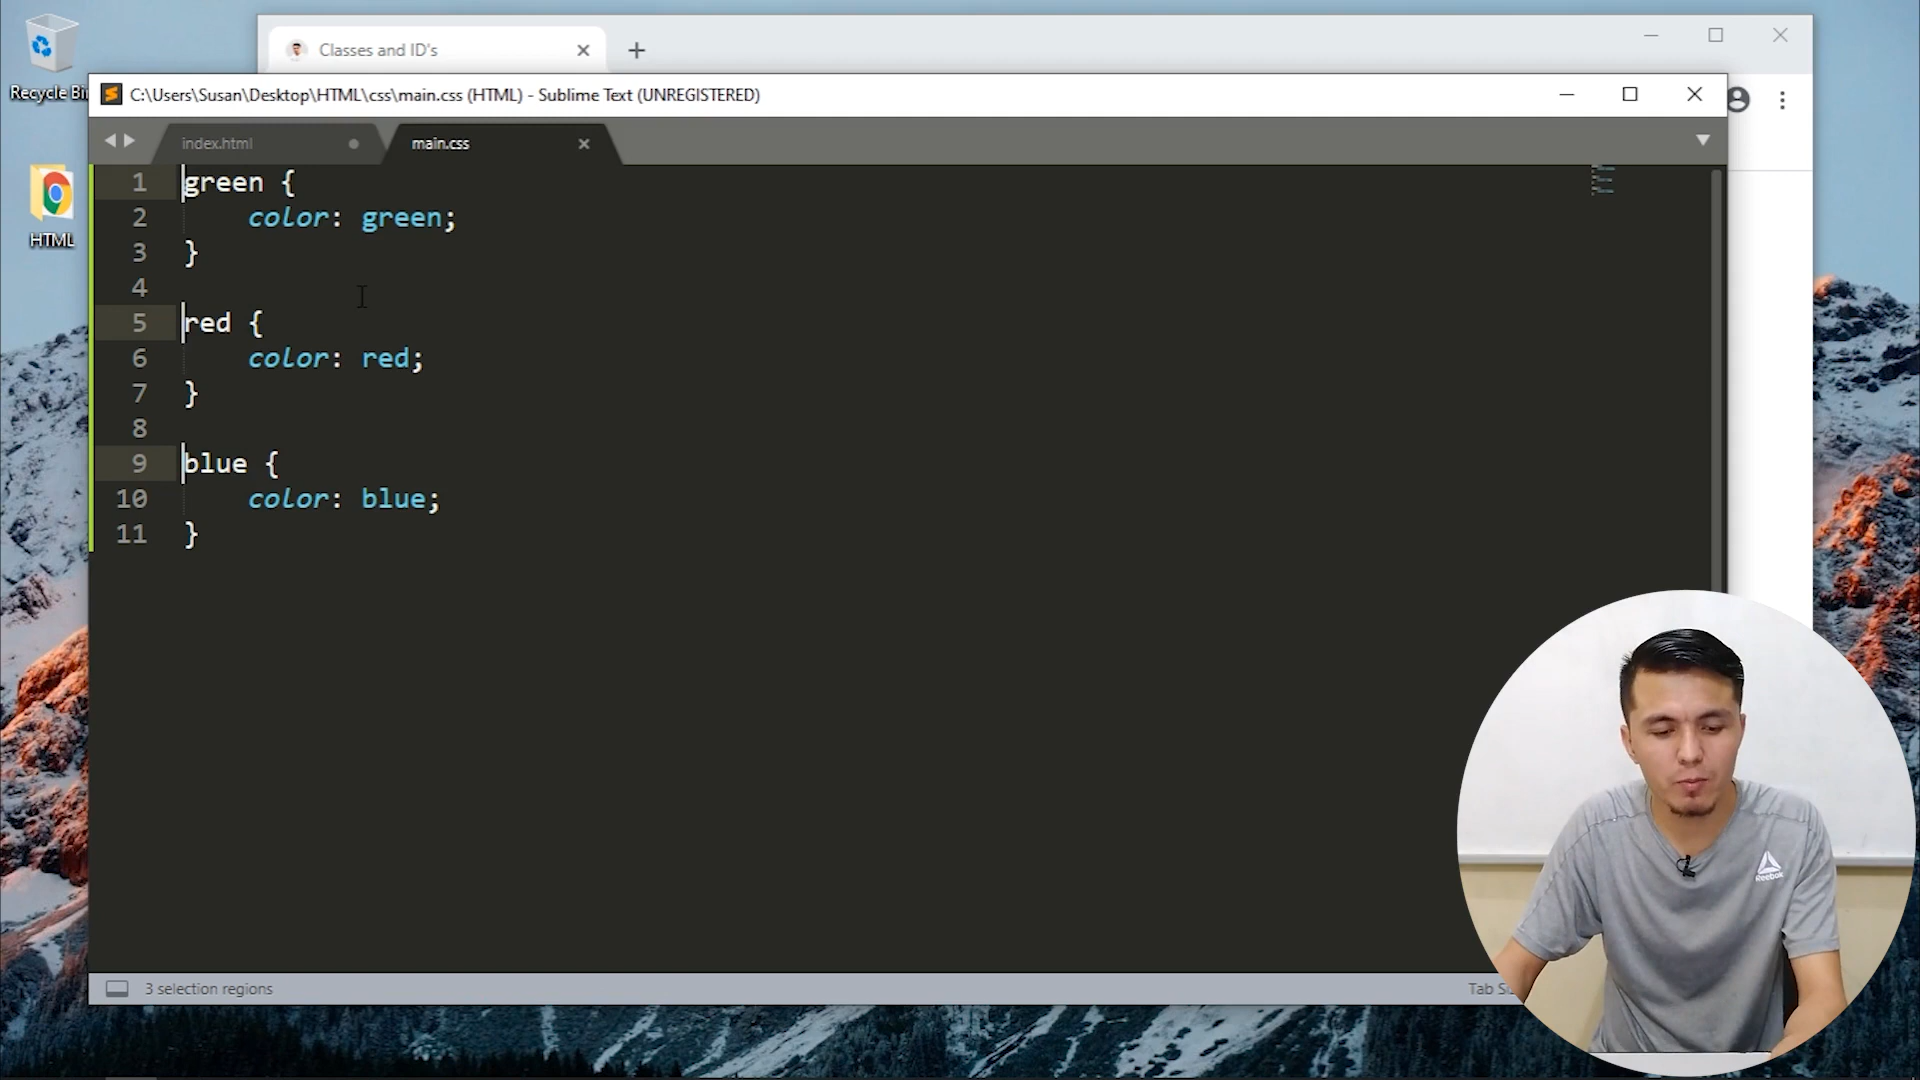 Classes and ID's
Recycle Bi
C:\Users\Susan\Desktop\HTML\css\main.css (HTML) - Sublime Text (UNREGISTERED)
index.html
main.css
HTML
1 green {
2 color: green;
3 }
4
5 red {
6 color: red;
7 }
8
9 blue {
10 color: blue;
11 }
3 selection regions
Tab S
Reebok